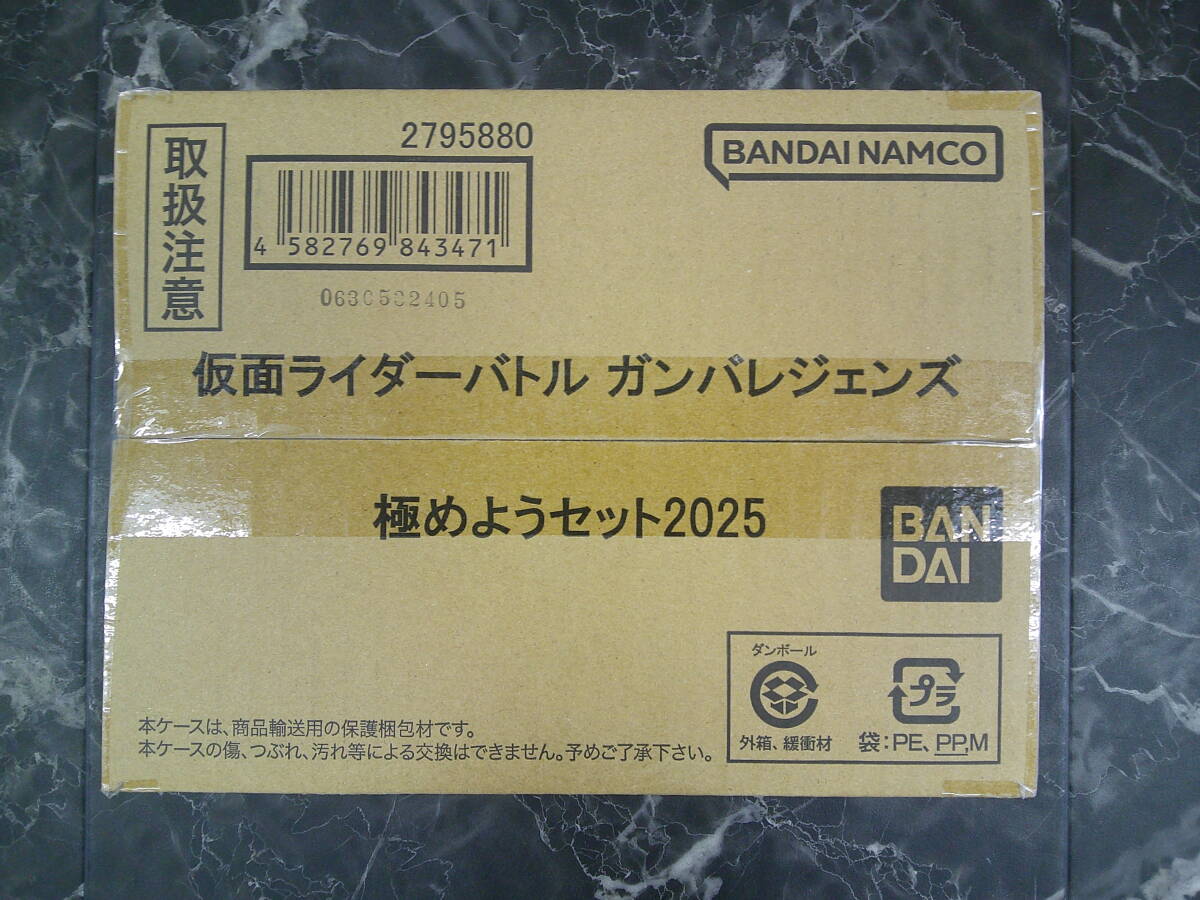 取扱注意
2795880
4 582769 843471
0630532405
BANDAI NAMCO
仮面ライダーバトル ガンバレジェンズ
極めようセット2025
BAN
DAI
ダンボール
外箱、緩衝材
プラ
袋:PE、PP,M
本ケースは、商品輸送用の保護梱包材です。
本ケースの傷、つぶれ、汚れ等による交換はできません。予めご了承下さい。